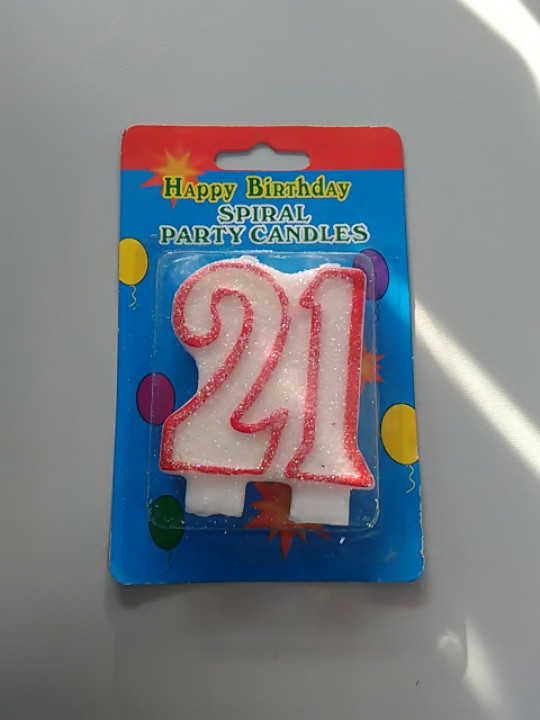 Happy Birthday
SPIRAL
PARTY CANDLES
21